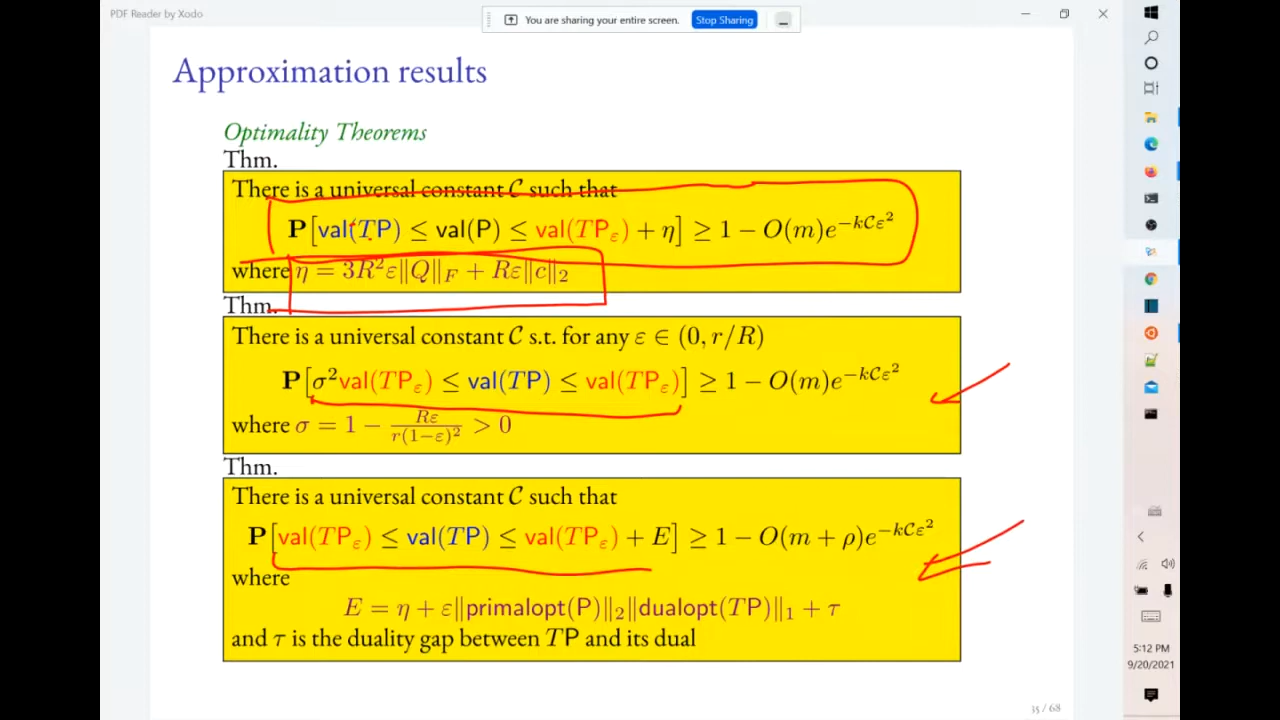 PDF Reader by Xodo
You are sharing your entire screen. Stop Sharing
Approximation results
Optimality Theorems
Thm.
There is a universal constant 𝒞 such that
P[val(TP) ≤ val(P) ≤ val(TP_ε) + η] ≥ 1 − O(m)e^{−k𝒞ε²}
where η = 3R²ε‖Q‖_F + Rε‖c‖₂
Thm.
There is a universal constant 𝒞 s.t. for any ε ∈ (0, r/R)
P[σ²val(TP_ε) ≤ val(TP) ≤ val(TP_ε)] ≥ 1 − O(m)e^{−k𝒞ε²}
where σ = 1 − Rε/(r(1−ε)²) > 0
Thm.
There is a universal constant 𝒞 such that
P[val(TP_ε) ≤ val(TP) ≤ val(TP_ε) + E] ≥ 1 − O(m + ρ)e^{−k𝒞ε²}
where
E = η + ε‖primalopt(P)‖₂‖dualopt(TP)‖₁ + τ
and τ is the duality gap between TP and its dual
35 / 68
5:12 PM
9/20/2021